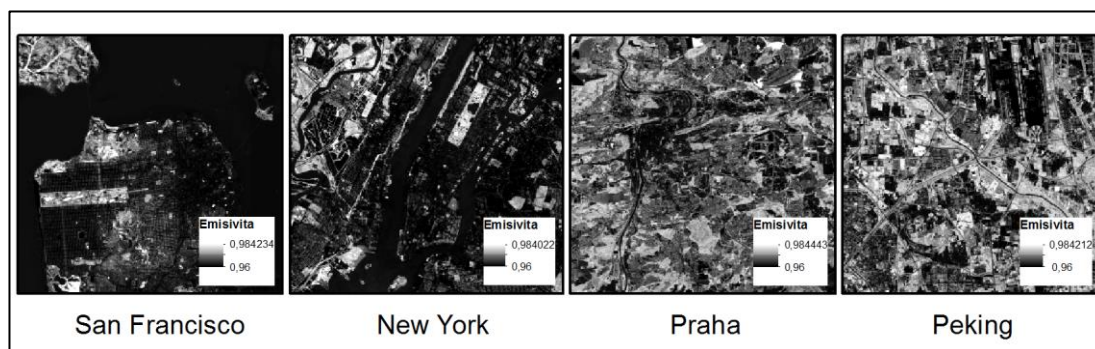 Emisivita
0,984234
0,96
Emisivita
0,984022
0,96
Emisivita
0,984443
0,96
Emisivita
0,984212
0,96
San Francisco
New York
Praha
Peking